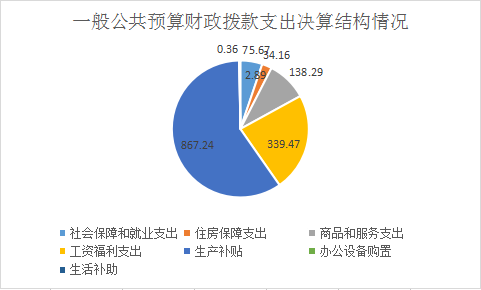 一般公共预算财政拨款支出决算结构情况
0.36 75.67
34.16
2.89
138.29
867.24
339.47
社会保障和就业支出 住房保障支出 商品和服务支出
工资福利支出 生产补贴 办公设备购置
生活补助